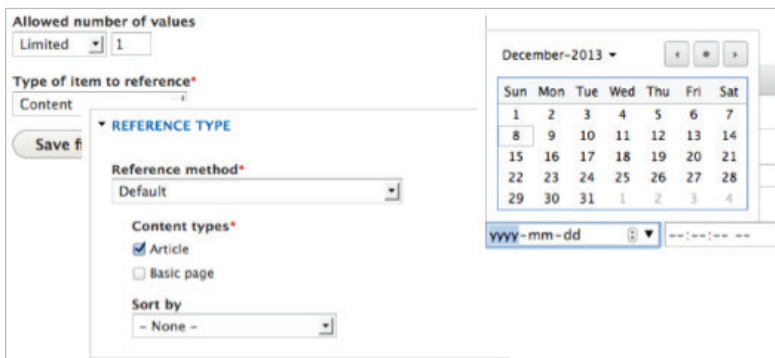 Allowed number of values
Limited 1
Type of item to reference*
Content
Save f
REFERENCE TYPE
Reference method*
Default
Content types*
Article
Basic page
Sort by
- None -
December-2013
Sun Mon Tue Wed Thu Fri Sat
1 2 3 4 5 6 7
8 9 10 11 12 13 14
15 16 17 18 19 20 21
22 23 24 25 26 27 28
29 30 31 1 2 3 4
yyyy-mm-dd --:--:-- --